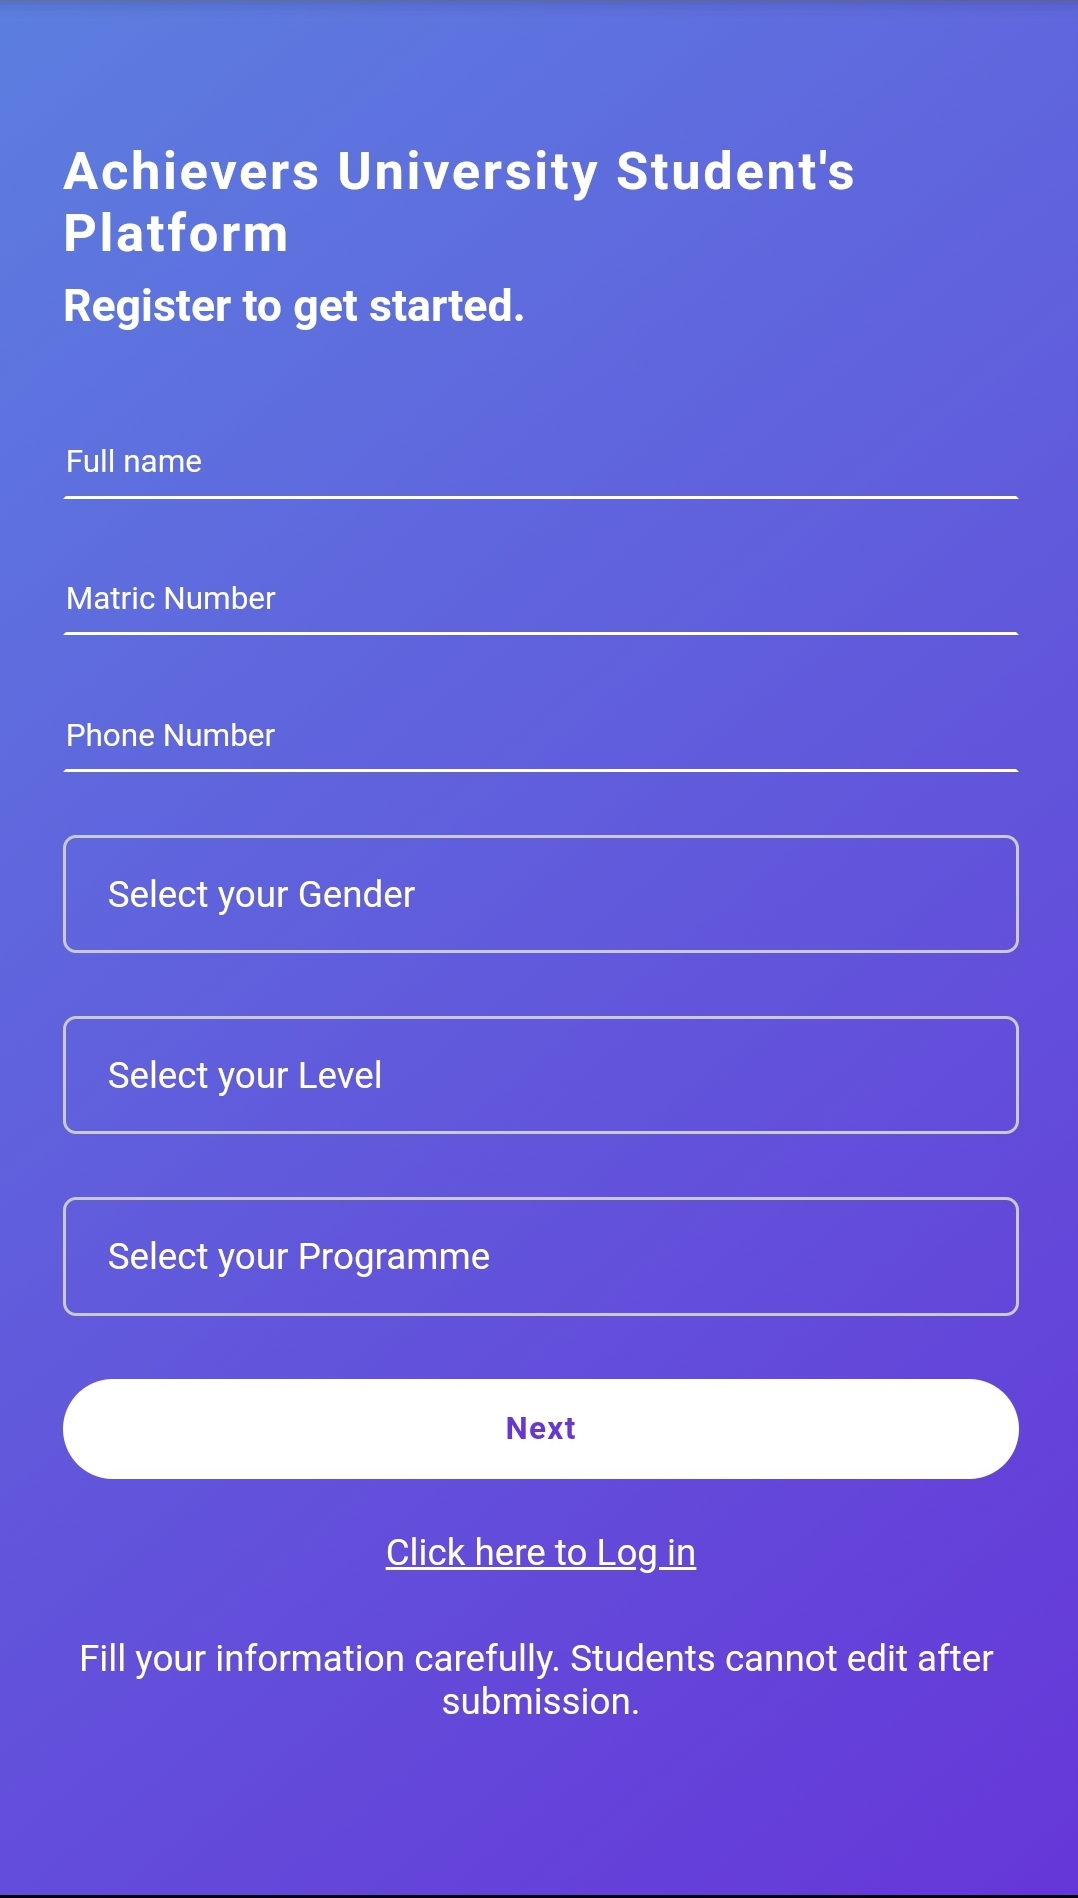 Achievers University Student's
Platform
Register to get started.
Full name
Matric Number
Phone Number
Select your Gender
Select your Level
Select your Programme
Next
Click here to Log in
Fill your information carefully. Students cannot edit after
submission.